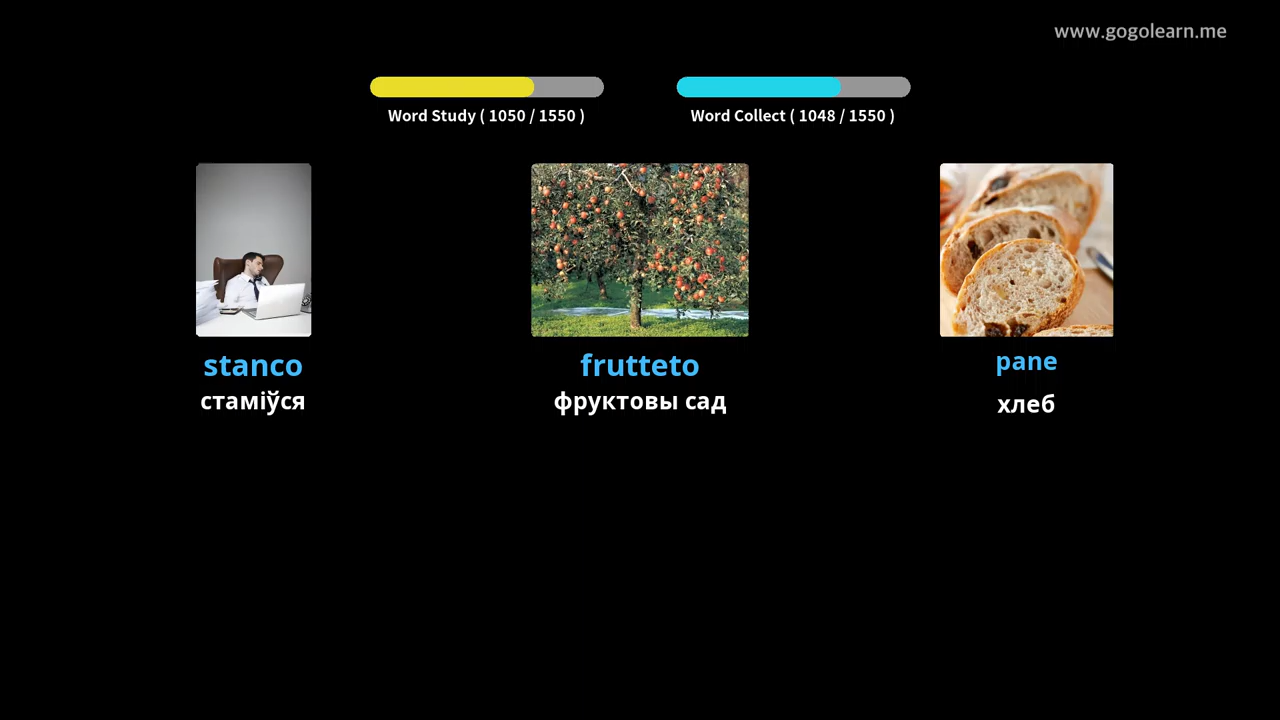 www.gogolearn.me
Word Study ( 1050 / 1550 )
Word Collect ( 1048 / 1550 )
stanco
frutteto
pane
стаміўся
фруктовы сад
хлеб